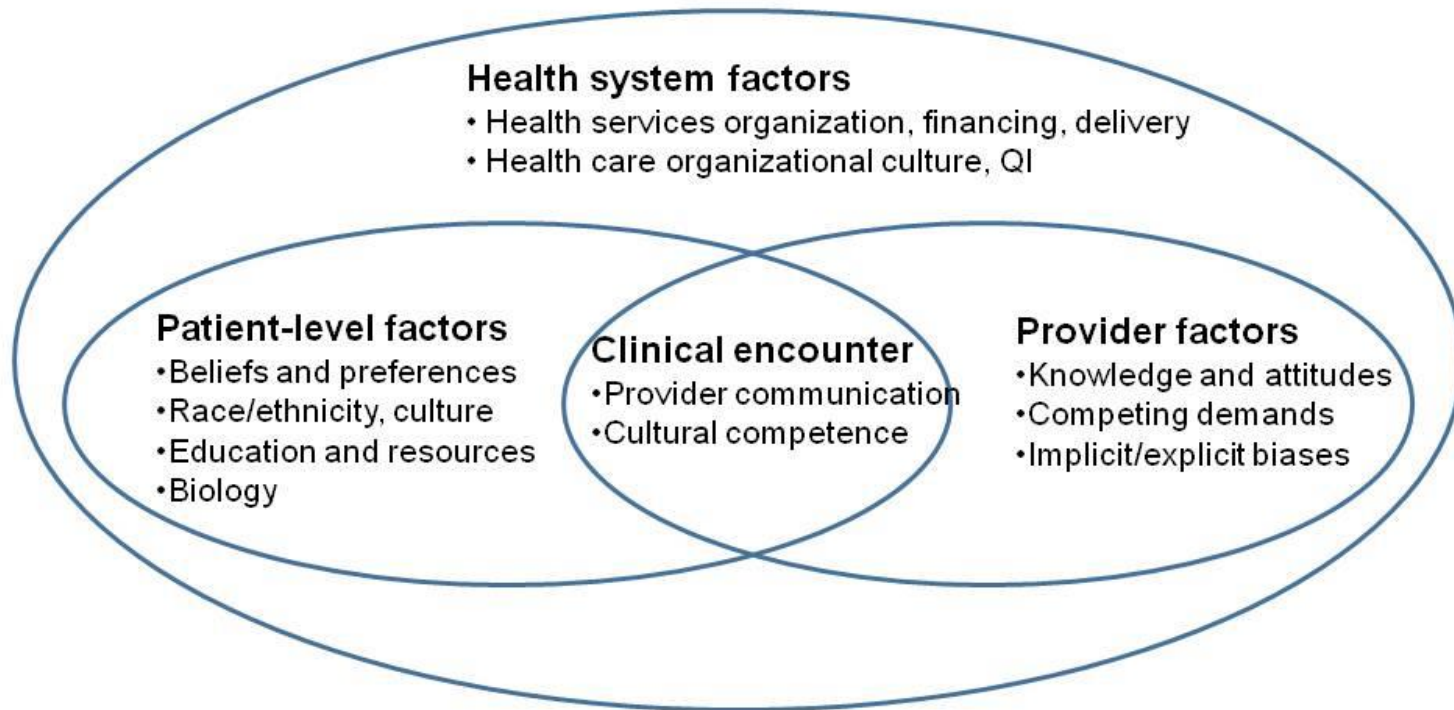 Health system factors
• Health services organization, financing, delivery
• Health care organizational culture, QI
Patient-level factors
•Beliefs and preferences
•Race/ethnicity, culture
•Education and resources
•Biology
Clinical encounter
•Provider communication
•Cultural competence
Provider factors
•Knowledge and attitudes
•Competing demands
•Implicit/explicit biases